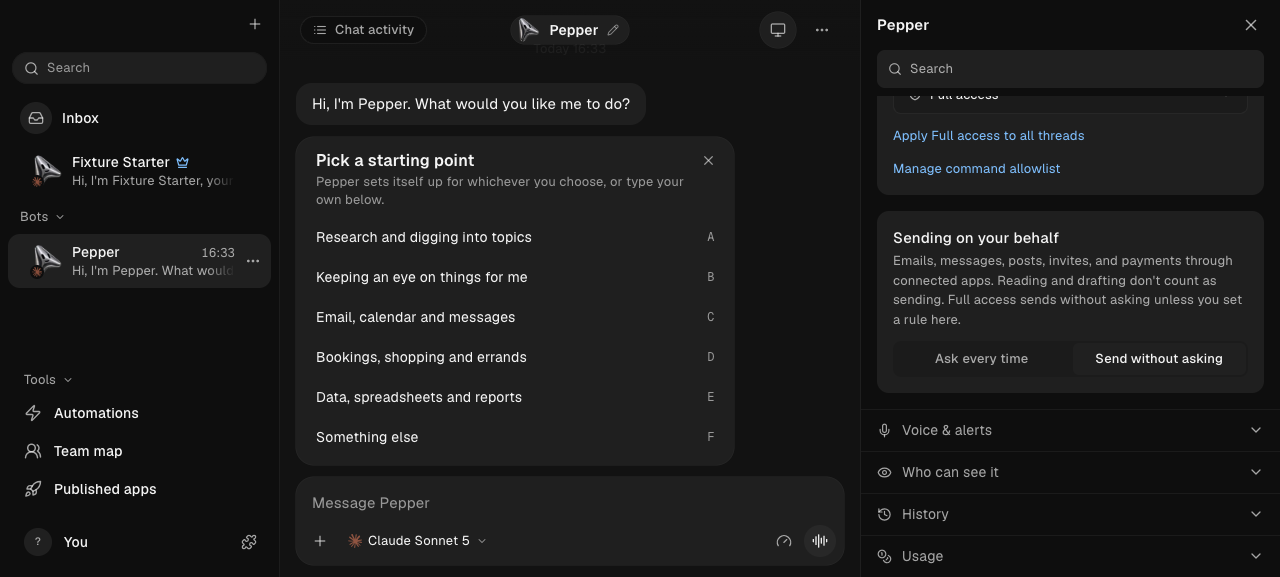 Search
Inbox
Fixture Starter
Hi, I'm Fixture Starter, your
Bots
Pepper
16:33
Hi, I'm Pepper. What would
Tools
Automations
Team map
Published apps
?
You
Chat activity
Pepper
Today 16:33
Hi, I'm Pepper. What would you like me to do?
Pick a starting point
Pepper sets itself up for whichever you choose, or type your
own below.
Research and digging into topics A
Keeping an eye on things for me B
Email, calendar and messages C
Bookings, shopping and errands D
Data, spreadsheets and reports E
Something else F
Message Pepper
Claude Sonnet 5
Pepper
Search
Full access
Apply Full access to all threads
Manage command allowlist
Sending on your behalf
Emails, messages, posts, invites, and payments through
connected apps. Reading and drafting don't count as
sending. Full access sends without asking unless you set
a rule here.
Ask every time
Send without asking
Voice & alerts
Who can see it
History
Usage